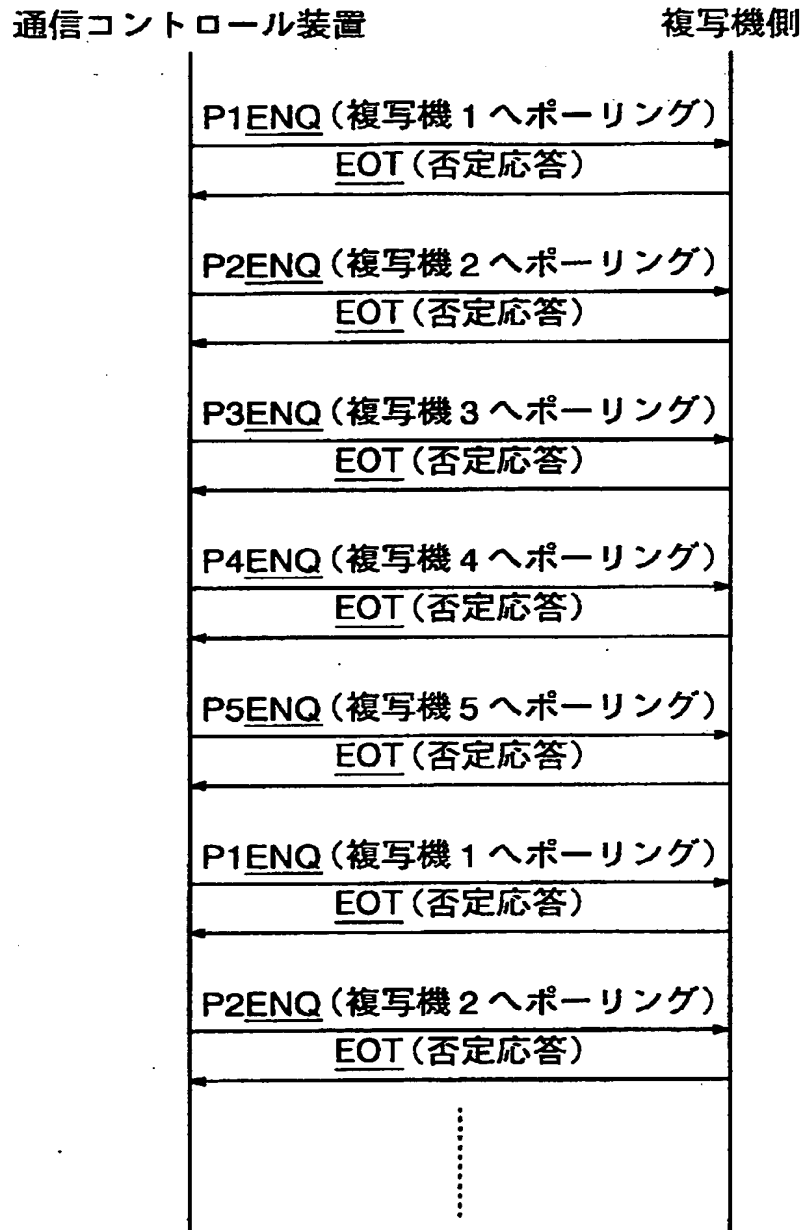 通信コントロール装置 複写機側
P1ENQ(複写機1へポーリング)
EOT(否定応答)
P2ENQ(複写機2へポーリング)
EOT(否定応答)
P3ENQ(複写機3へポーリング)
EOT(否定応答)
P4ENQ(複写機4へポーリング)
EOT(否定応答)
P5ENQ(複写機5へポーリング)
EOT(否定応答)
P1ENQ(複写機1へポーリング)
EOT(否定応答)
P2ENQ(複写機2へポーリング)
EOT(否定応答)